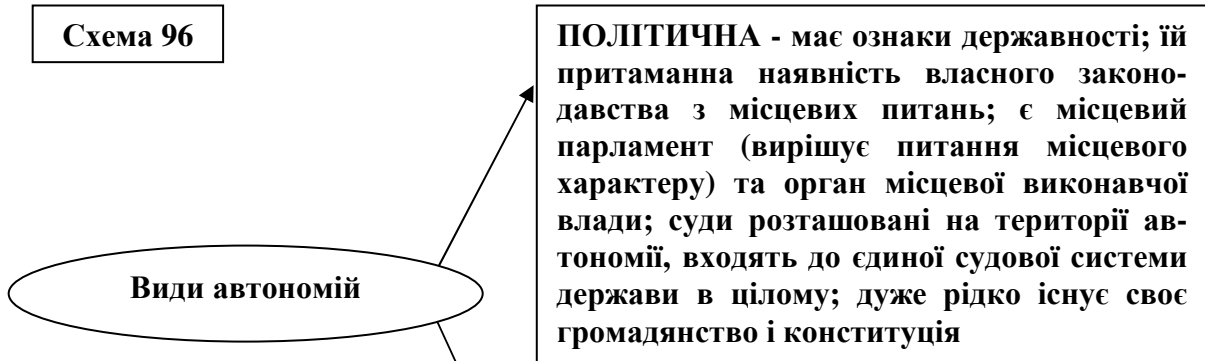 Схема 96
ПОЛІТИЧНА - має ознаки державності; їй
притаманна наявність власного законо-
давства з місцевих питань; є місцевий
парламент (вирішує питання місцевого
характеру) та орган місцевої виконавчої
влади; суди розташовані на території ав-
тономії, входять до єдиної судової системи
держави в цілому; дуже рідко існує своє
громадянство і конституція
Види автономій